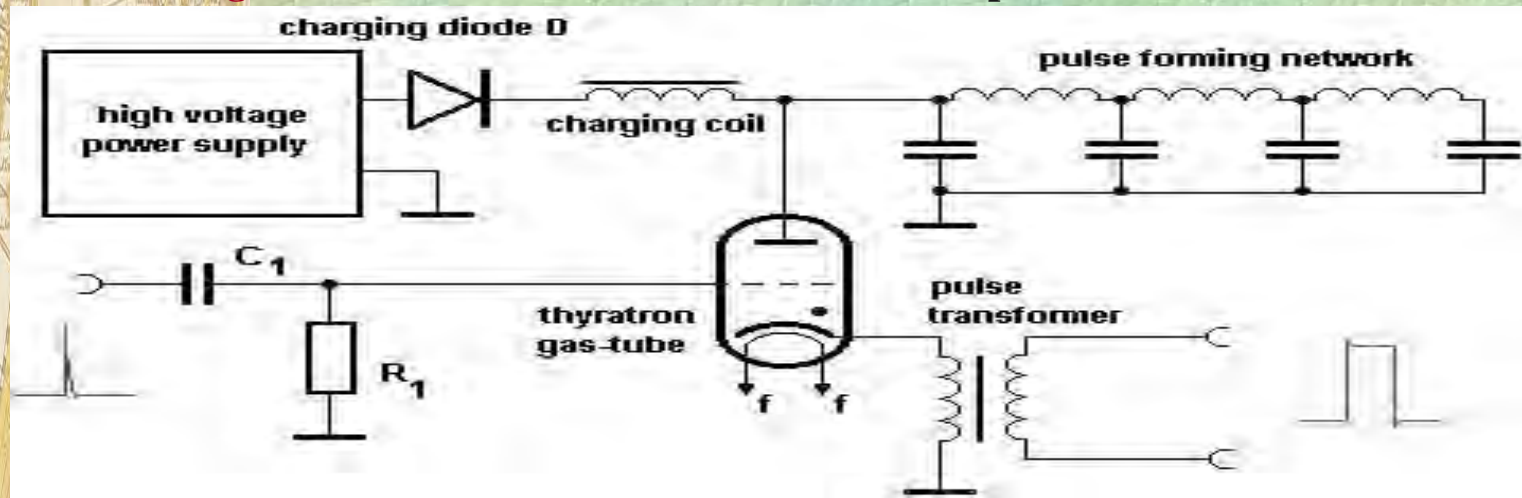 charging diode D
pulse forming network
high voltage
power supply
charging coil
C1
thyratron
gas-tube
pulse
transformer
R1
f f